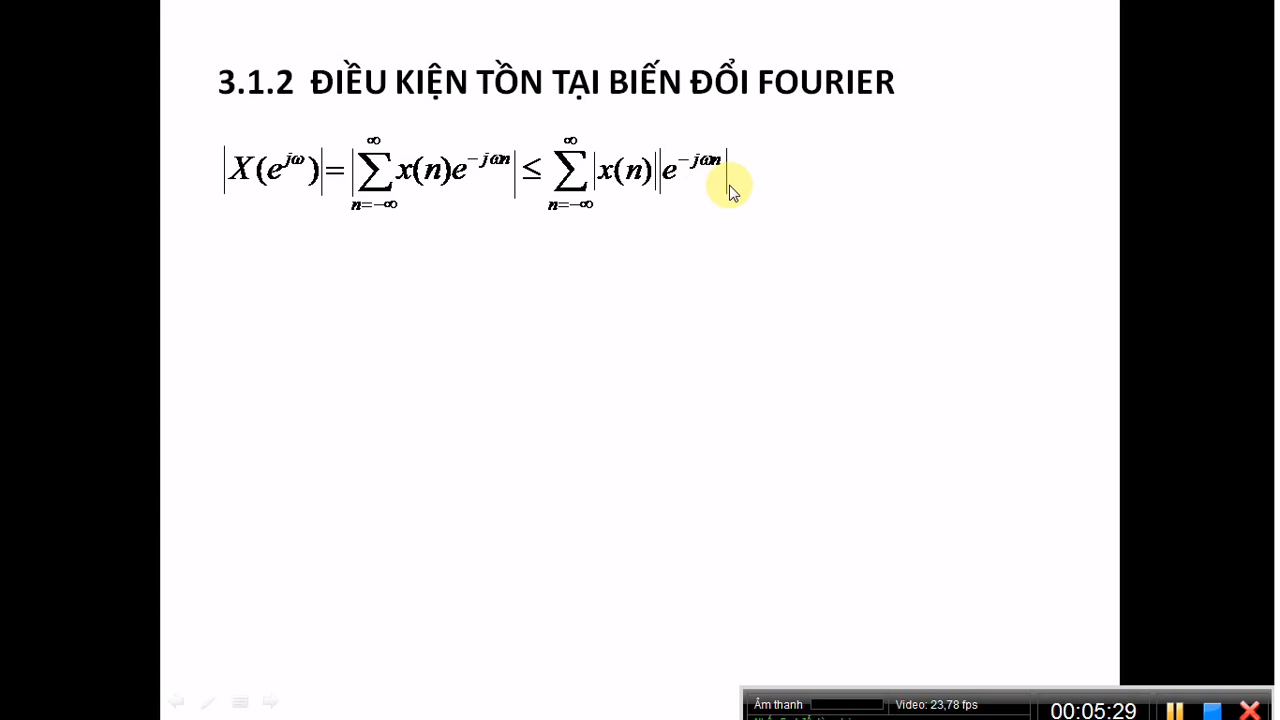 3.1.2 ĐIỀU KIỆN TỒN TẠI BIẾN ĐỔI FOURIER
|X(e^{jω})| = |∑_{n=-∞}^{∞} x(n)e^{-jωn}| ≤ ∑_{n=-∞}^{∞} |x(n)||e^{-jωn}|
Âm thanh
Video: 23,78 fps
00:05:29